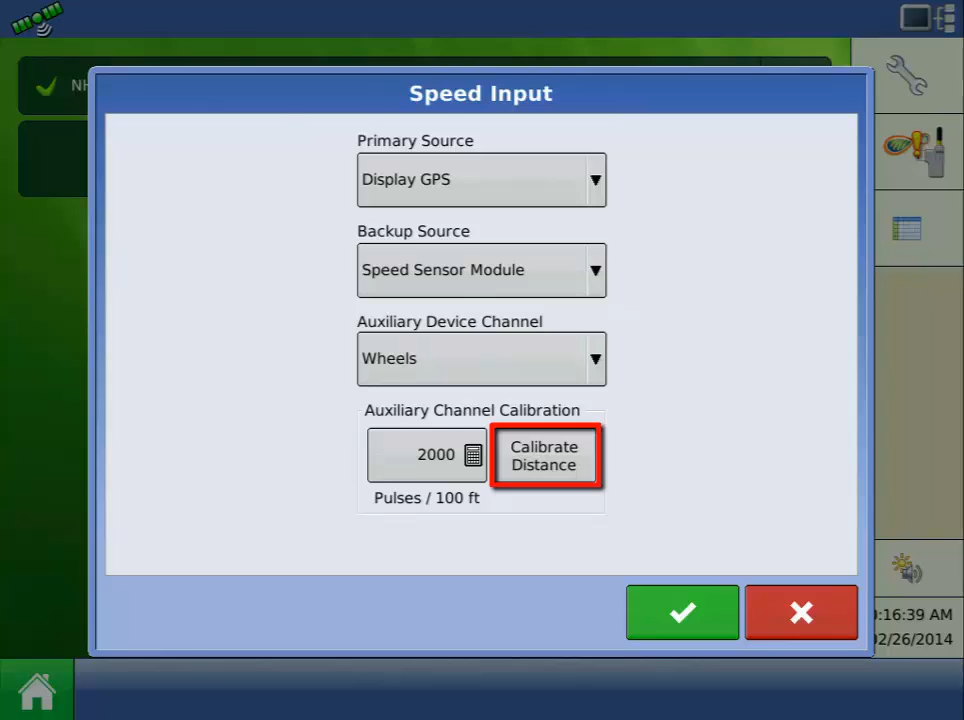 Speed Input
NH
Primary Source
Display GPS
Backup Source
Speed Sensor Module
Auxiliary Device Channel
Wheels
Auxiliary Channel Calibration
2000
Calibrate
Distance
Pulses / 100 ft
:16:39 AM
02/26/2014